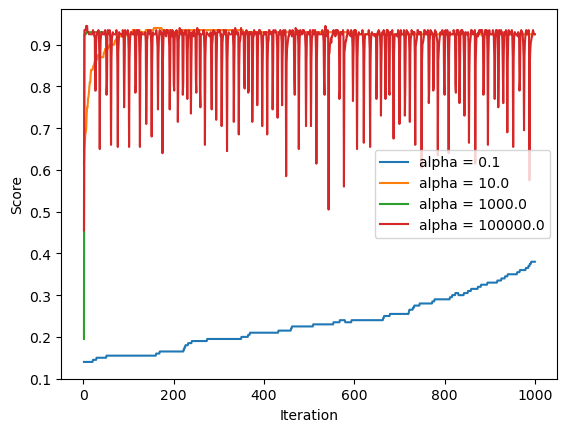 0.9
0.8
0.7
0.6
0.5
0.4
0.3
0.2
0.1
Score
alpha = 0.1
alpha = 10.0
alpha = 1000.0
alpha = 100000.0
0 200 400 600 800 1000
Iteration